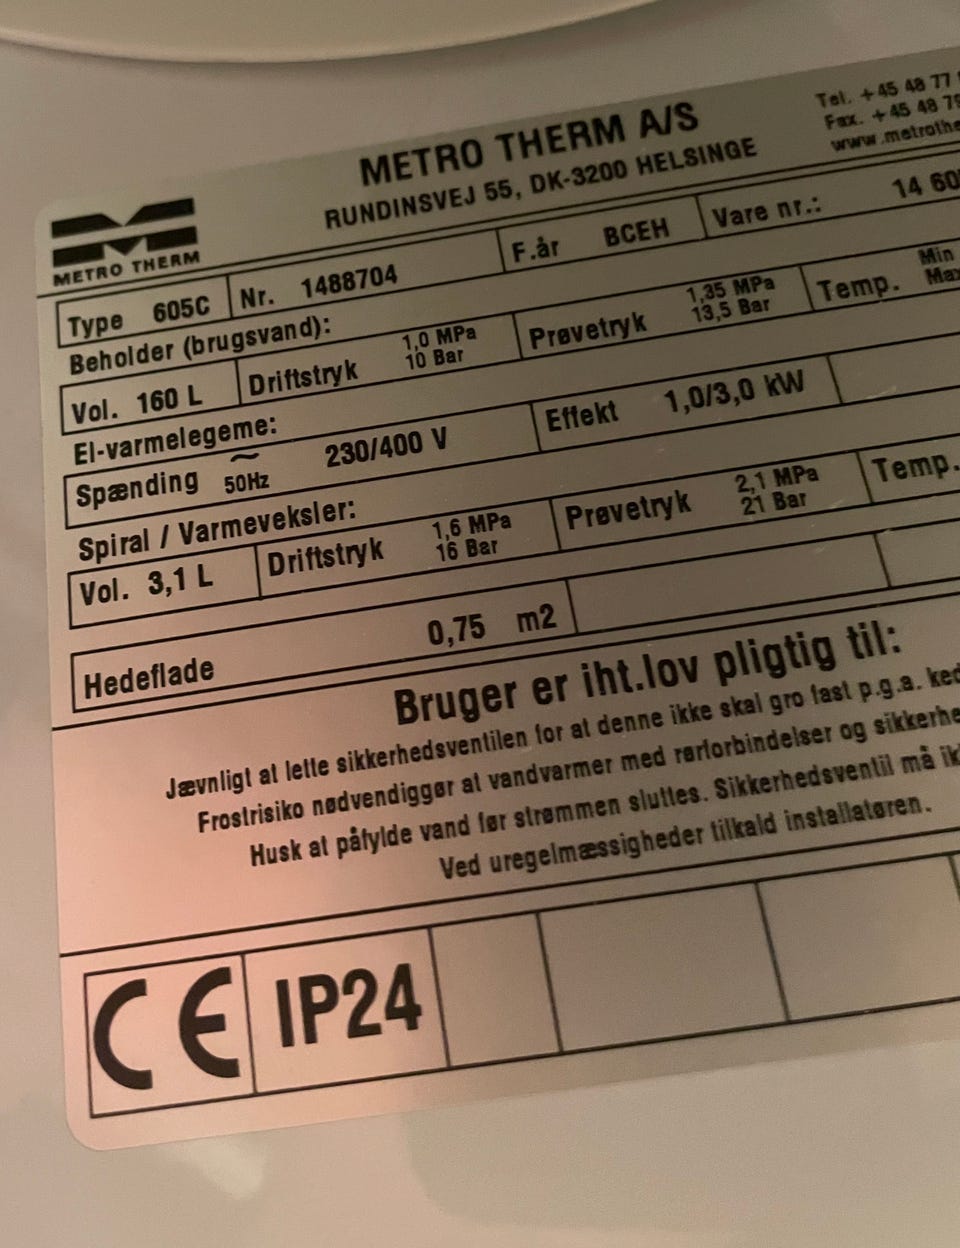 METRO THERM A/S
RUNDINSVEJ 55, DK-3200 HELSINGE
Tel. +45 48 77
Fax. +45 48 79
www.metrothe
METRO THERM
Type 605C Nr. 1488704 F.år BCEH Vare nr.: 14 60
Beholder (brugsvand):
Vol. 160 L Driftstryk 1,0 MPa 10 Bar Prøvetryk 1,35 MPa 13,5 Bar Temp. Min Max
El-varmelegeme:
Spænding ~ 50Hz 230/400 V Effekt 1,0/3,0 kW
Spiral / Varmeveksler:
Vol. 3,1 L Driftstryk 1,6 MPa 16 Bar Prøvetryk 2,1 MPa 21 Bar Temp.
Hedeflade 0,75 m2
Bruger er iht.lov pligtig til:
Jævnligt at lette sikkerhedsventilen for at denne ikke skal gro fast p.g.a. ked
Frostrisiko nødvendiggør at vandvarmer med rørforbindelser og sikkerhe
Husk at påfylde vand før strømmen sluttes. Sikkerhedsventil må ik
Ved uregelmæssigheder tilkald installatøren.
CE IP24